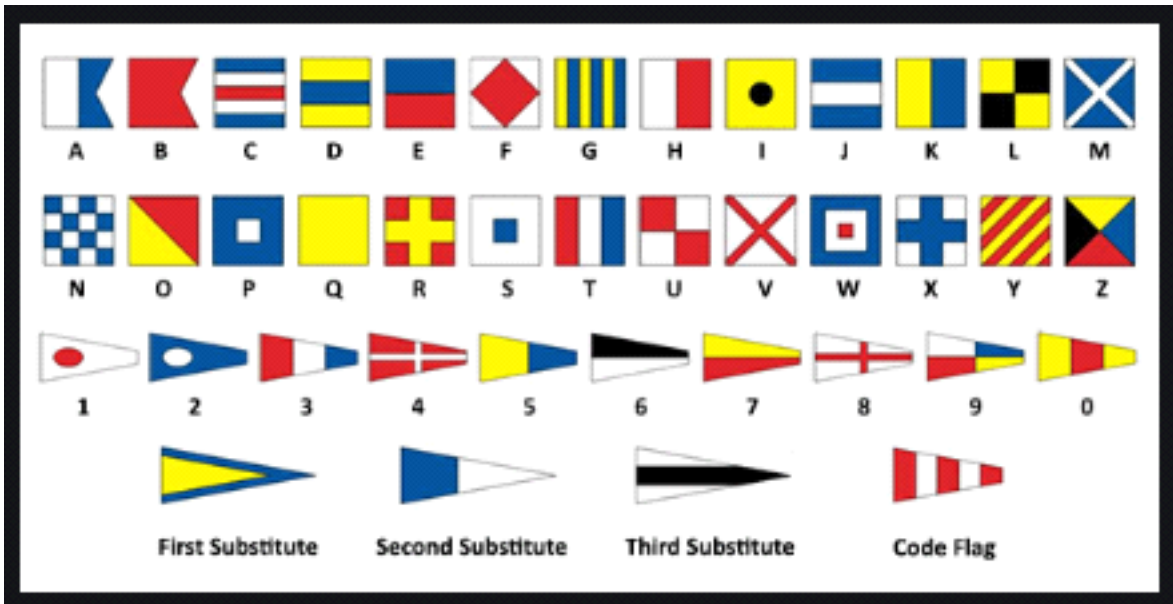 A B C D E F G H I J K L M
N O P Q R S T U V W X Y Z
1 2 3 4 5 6 7 8 9 0
First Substitute Second Substitute Third Substitute Code Flag